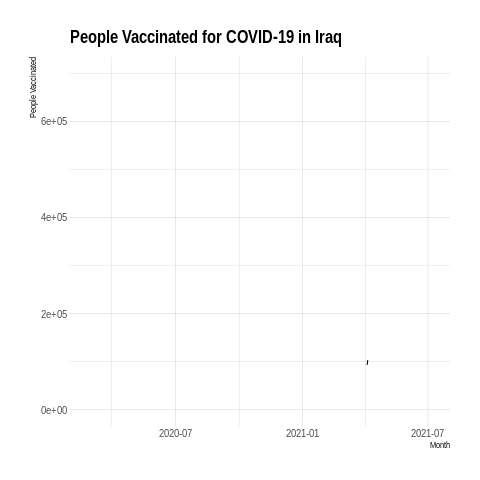 People Vaccinated for COVID-19 in Iraq
People Vaccinated
6e+05
4e+05
2e+05
0e+00
2020-07 2021-01 2021-07
Month